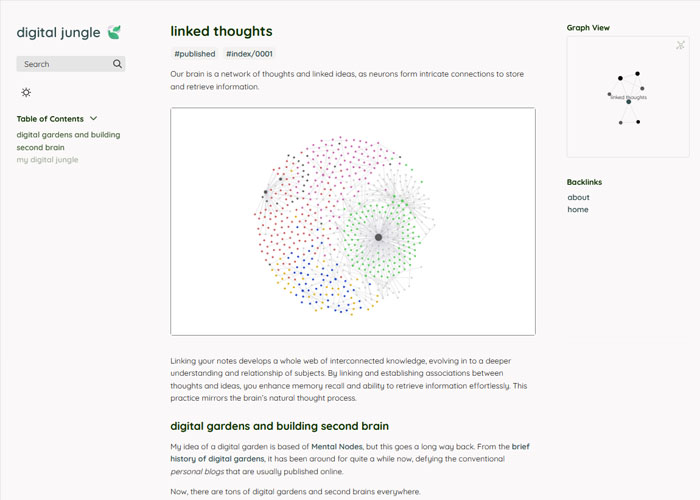 digital jungle
Search
Table of Contents
digital gardens and building
second brain
my digital jungle
linked thoughts
#published #index/0001
Our brain is a network of thoughts and linked ideas, as neurons form intricate connections to store
and retrieve information.
Linking your notes develops a whole web of interconnected knowledge, evolving in to a deeper
understanding and relationship of subjects. By linking and establishing associations between
thoughts and ideas, you enhance memory recall and ability to retrieve information effortlessly. This
practice mirrors the brain's natural thought process.
digital gardens and building second brain
My idea of a digital garden is based of Mental Nodes, but this goes a long way back. From the brief
history of digital gardens, it has been around for quite a while now, defying the conventional
personal blogs that are usually published online.
Now, there are tons of digital gardens and second brains everywhere.
Graph View
linked thoughts
Backlinks
about
home